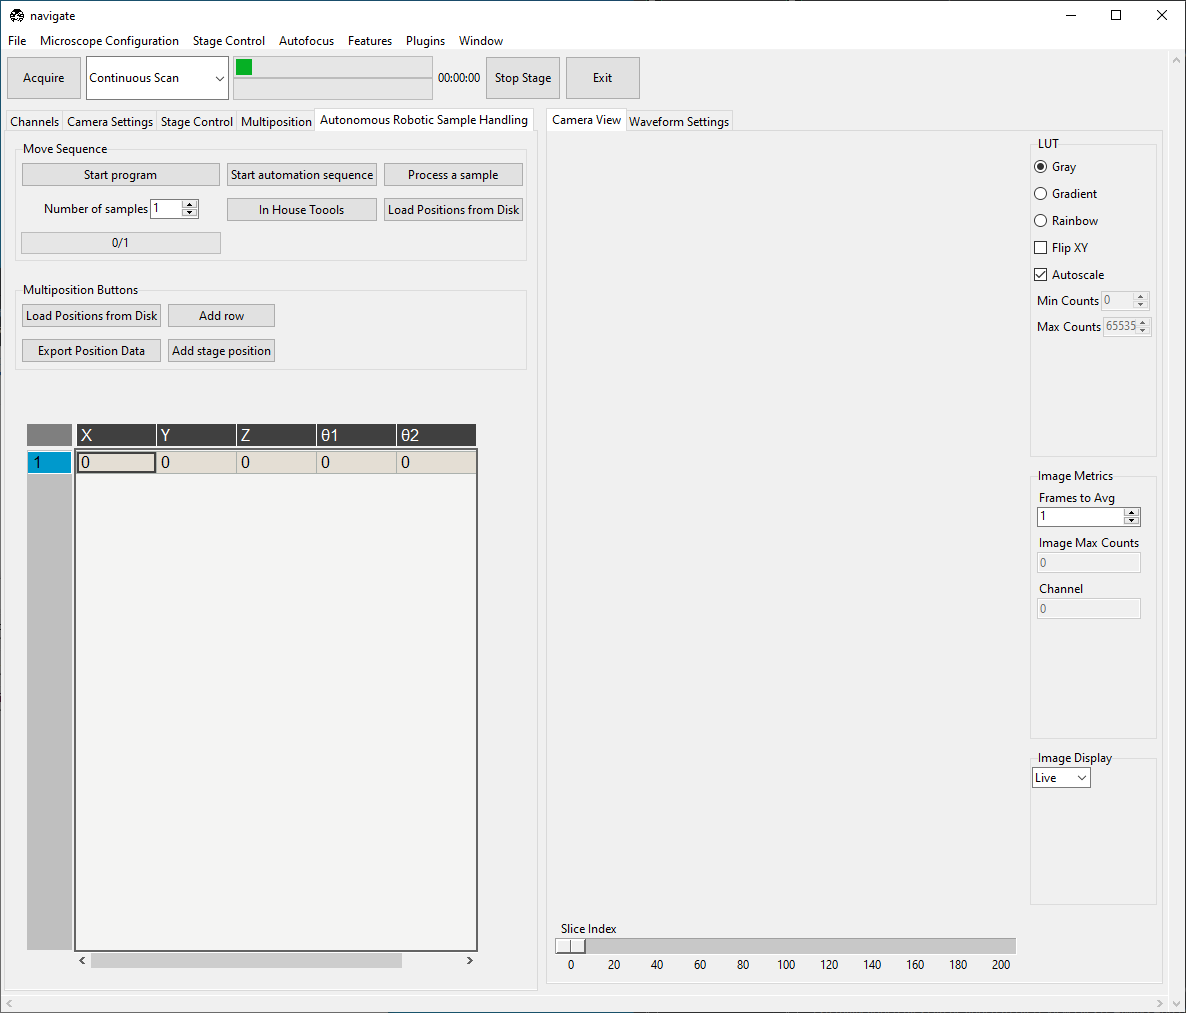 navigate
File Microscope Configuration Stage Control Autofocus Features Plugins Window
Acquire Continuous Scan 00:00:00 Stop Stage Exit
Channels Camera Settings Stage Control Multiposition Autonomous Robotic Sample Handling
Move Sequence
Start program Start automation sequence Process a sample
Number of samples 1 In House Toools Load Positions from Disk
0/1
Multiposition Buttons
Load Positions from Disk Add row
Export Position Data Add stage position
X Y Z θ1 θ2
1 0 0 0 0 0
Camera View Waveform Settings
LUT
Gray
Gradient
Rainbow
Flip XY
Autoscale
Min Counts 0
Max Counts 65535
Image Metrics
Frames to Avg
1
Image Max Counts
0
Channel
0
Image Display
Live
Slice Index
0 20 40 60 80 100 120 140 160 180 200